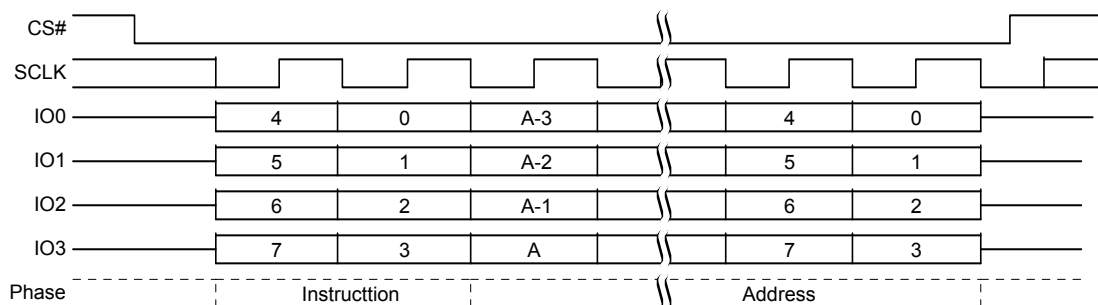 CS#
SCLK
IO0 4 0 A-3 4 0
IO1 5 1 A-2 5 1
IO2 6 2 A-1 6 2
IO3 7 3 A 7 3
Phase Instructtion Address